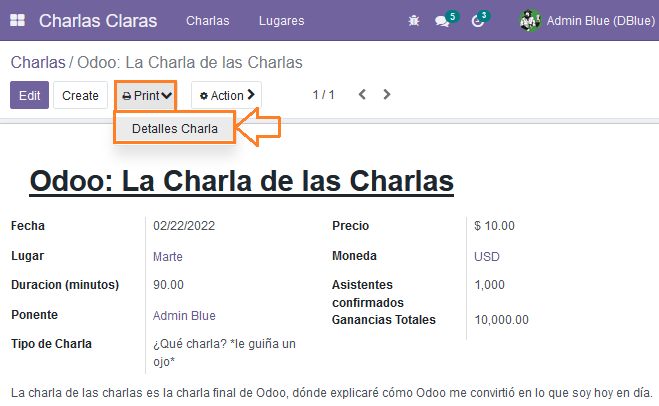 Charlas Claras Charlas Lugares 5 3 Admin Blue (DBlue)
Charlas / Odoo: La Charla de las Charlas
Edit Create Print Action 1 / 1
Detalles Charla
Odoo: La Charla de las Charlas
Fecha 02/22/2022 Precio $ 10.00
Lugar Marte Moneda USD
Duracion (minutos) 90.00 Asistentes confirmados 1,000
Ponente Admin Blue Ganancias Totales 10,000.00
Tipo de Charla ¿Qué charla? *le guiña un
ojo*
La charla de las charlas es la charla final de Odoo, dónde explicaré cómo Odoo me convirtió en lo que soy hoy en día.